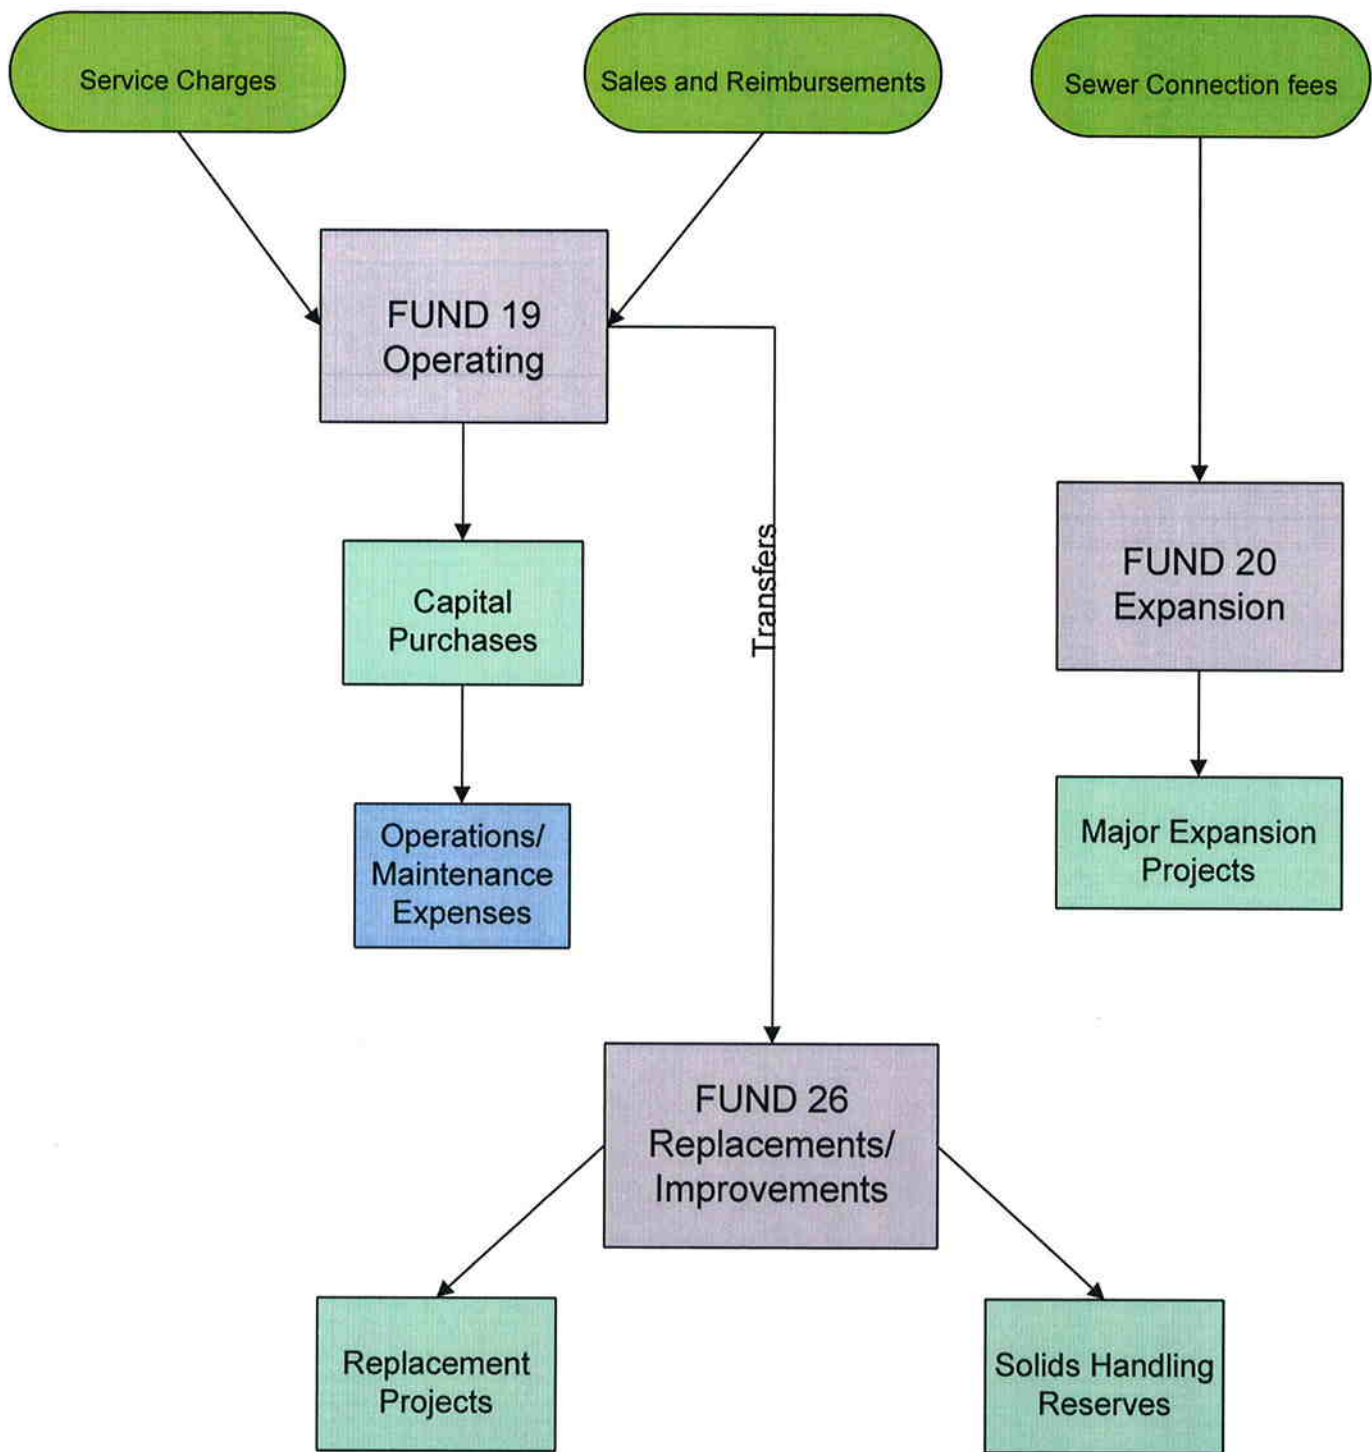 Service Charges
Sales and Reimbursements
Sewer Connection fees
FUND 19
Operating
Transfers
FUND 20
Expansion
Capital
Purchases
Major Expansion
Projects
Operations/
Maintenance
Expenses
FUND 26
Replacements/
Improvements
Replacement
Projects
Solids Handling
Reserves